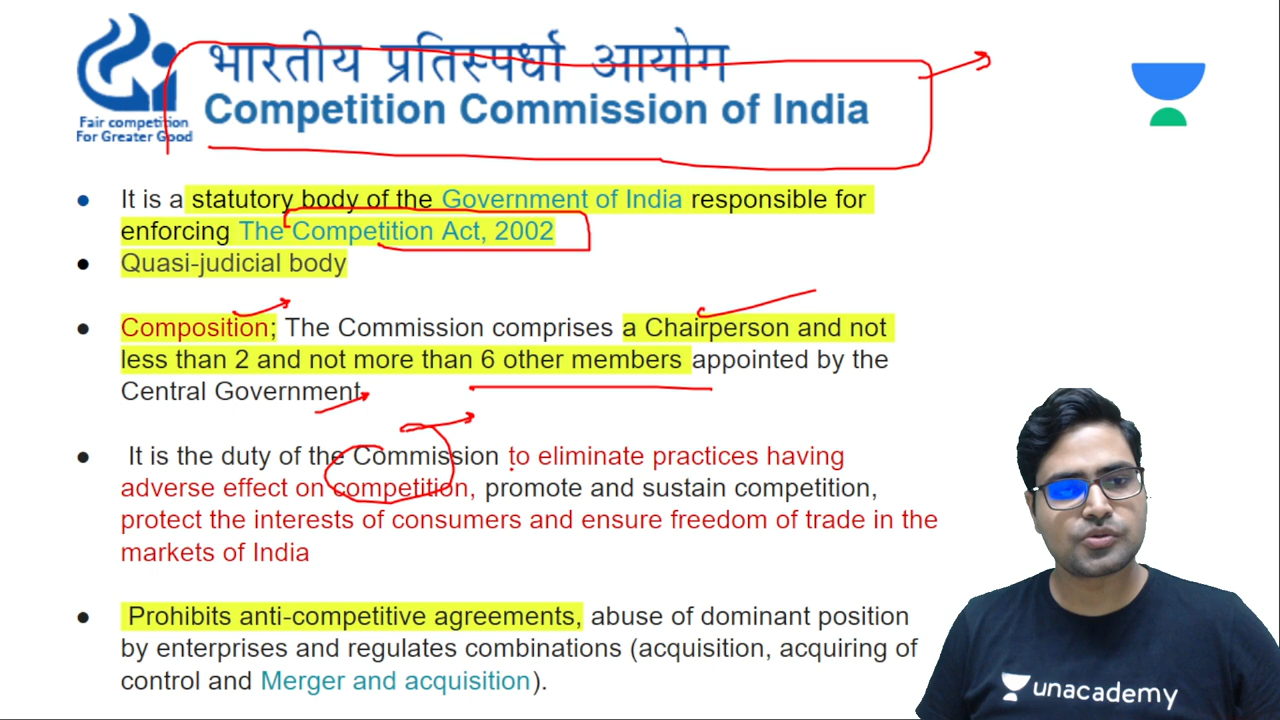 भारतीय प्रतिस्पर्धा आयोग
Competition Commission of India
Fair competition
For Greater Good
● It is a statutory body of the Government of India responsible for
enforcing The Competition Act, 2002
● Quasi-judicial body
● Composition; The Commission comprises a Chairperson and not
less than 2 and not more than 6 other members appointed by the
Central Government
● It is the duty of the Commission to eliminate practices having
adverse effect on competition, promote and sustain competition,
protect the interests of consumers and ensure freedom of trade in the
markets of India
● Prohibits anti-competitive agreements, abuse of dominant position
by enterprises and regulates combinations (acquisition, acquiring of
control and Merger and acquisition).
unacademy